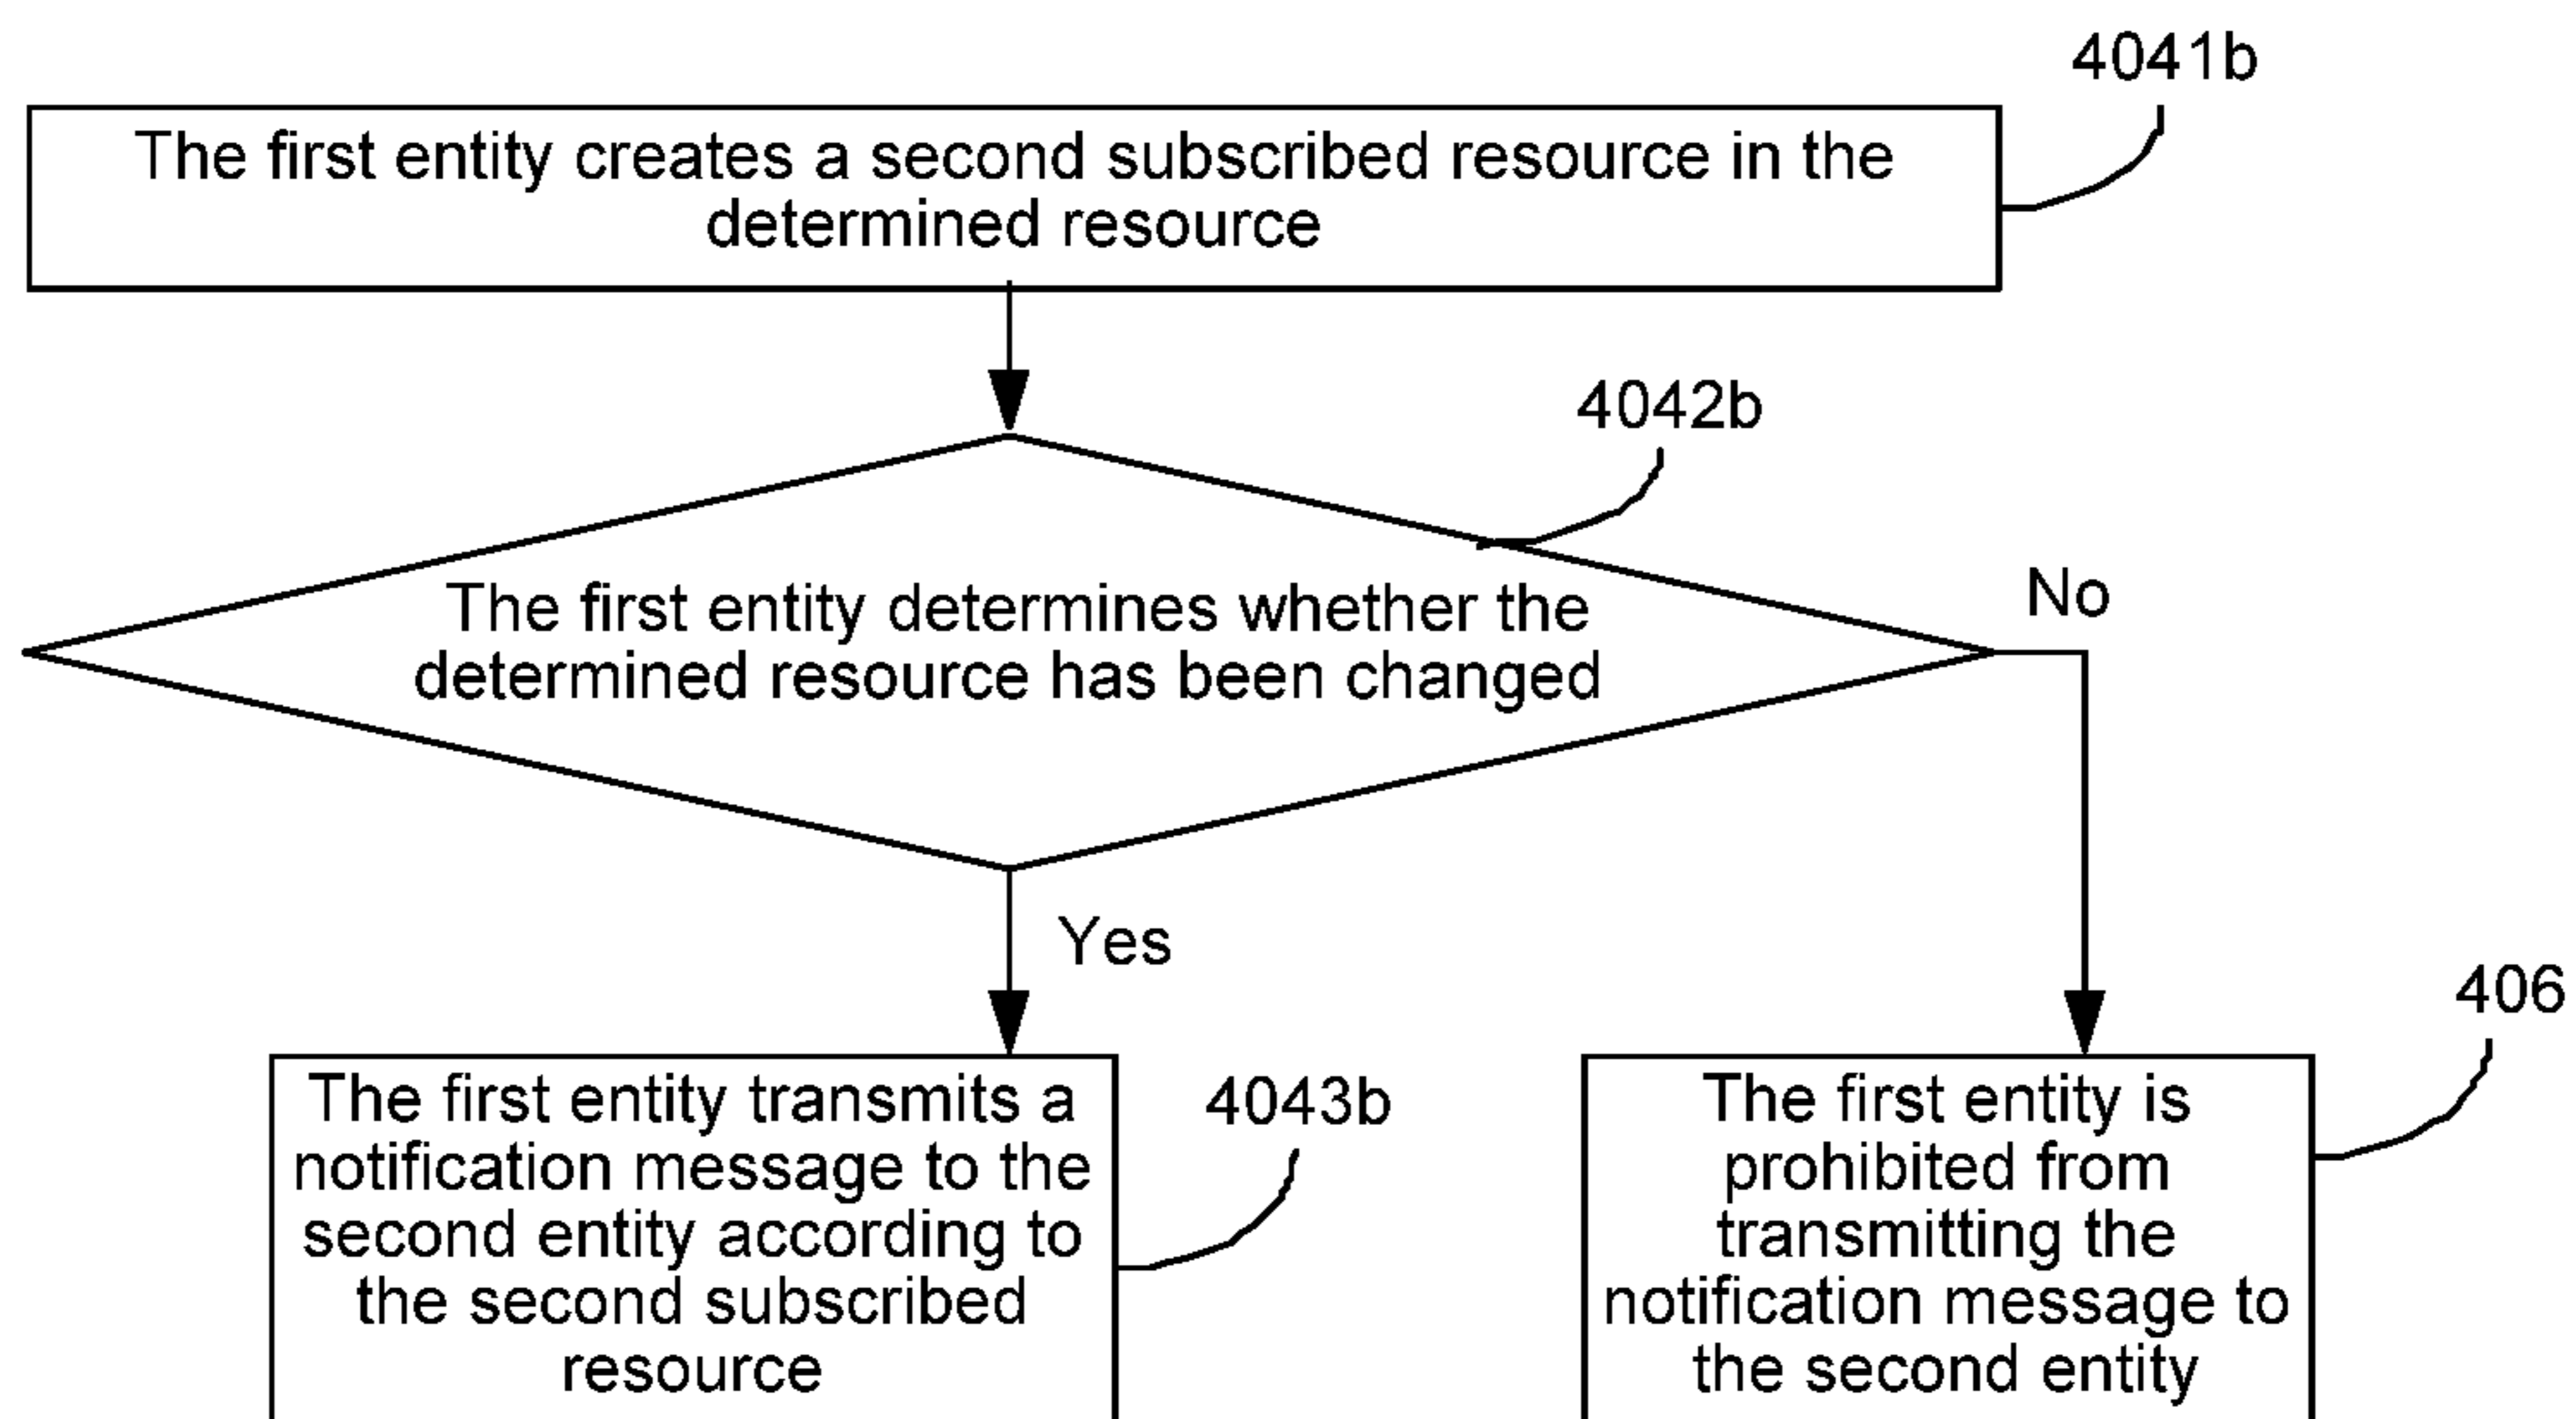 4041b
The first entity creates a second subscribed resource in the
determined resource
4042b
The first entity determines whether the
determined resource has been changed
No
Yes
406
4043b
The first entity transmits a
notification message to the
second entity according to
the second subscribed
resource
The first entity is
prohibited from
transmitting the
notification message to
the second entity